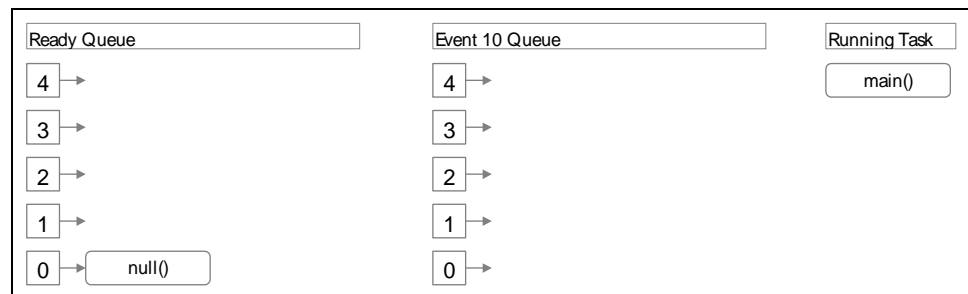 Ready Queue
4
3
2
1
0
null()
Event 10 Queue
4
3
2
1
0
Running Task
main()